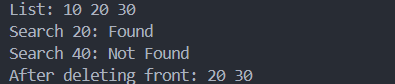 List: 10 20 30
Search 20: Found
Search 40: Not Found
After deleting front: 20 30